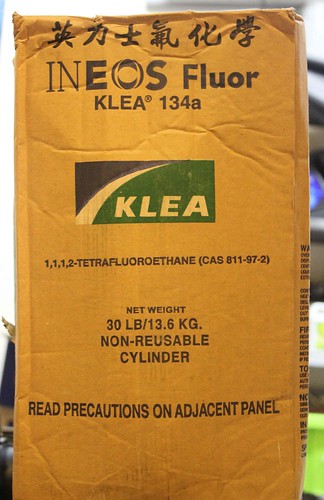 英力士氟化學
INEOS Fluor
KLEA® 134a
KLEA
1,1,1,2-TETRAFLUOROETHANE (CAS 811-97-2)
NET WEIGHT
30 LB/13.6 KG.
NON-REUSABLE
CYLINDER
READ PRECAUTIONS ON ADJACENT PANEL